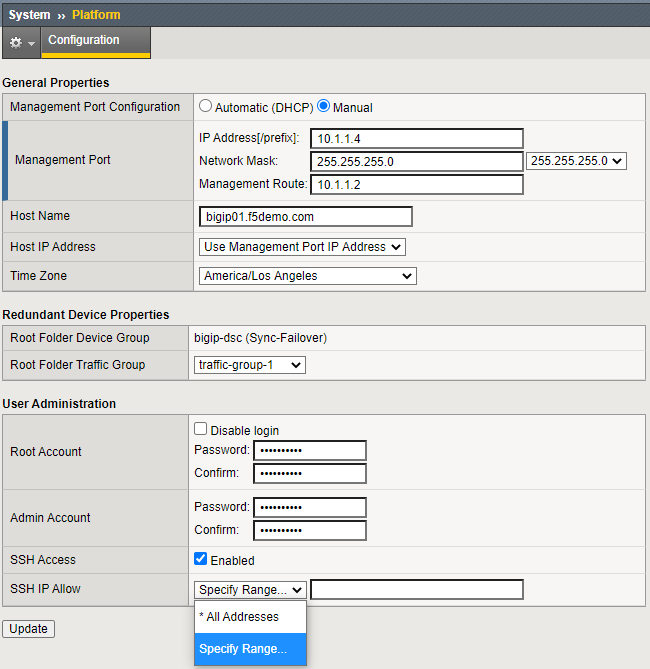 System ›› Platform
Configuration
General Properties
Management Port Configuration Automatic (DHCP) Manual
Management Port
IP Address[/prefix]: 10.1.1.4
Network Mask: 255.255.255.0 255.255.255.0
Management Route: 10.1.1.2
Host Name bigip01.f5demo.com
Host IP Address Use Management Port IP Address
Time Zone America/Los Angeles
Redundant Device Properties
Root Folder Device Group bigip-dsc (Sync-Failover)
Root Folder Traffic Group traffic-group-1
User Administration
Root Account
Disable login
Password: ••••••••••
Confirm: ••••••••••
Admin Account
Password: ••••••••••
Confirm: ••••••••••
SSH Access Enabled
SSH IP Allow Specify Range...
* All Addresses
Specify Range...
Update